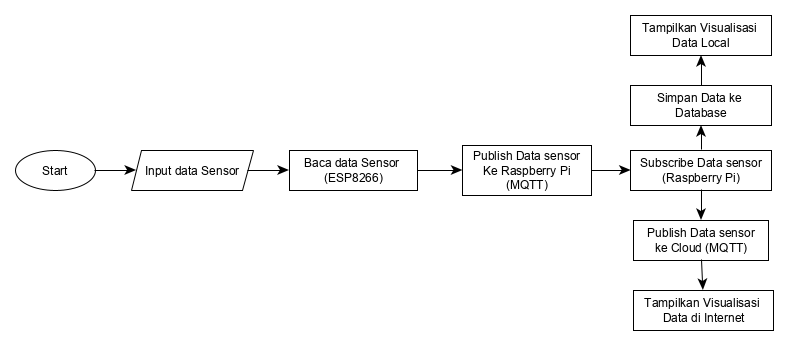 Start
Input data Sensor
Baca data Sensor
(ESP8266)
Publish Data sensor
Ke Raspberry Pi
(MQTT)
Subscribe Data sensor
(Raspberry Pi)
Simpan Data ke
Database
Tampilkan Visualisasi
Data Local
Publish Data sensor
ke Cloud (MQTT)
Tampilkan Visualisasi
Data di Internet